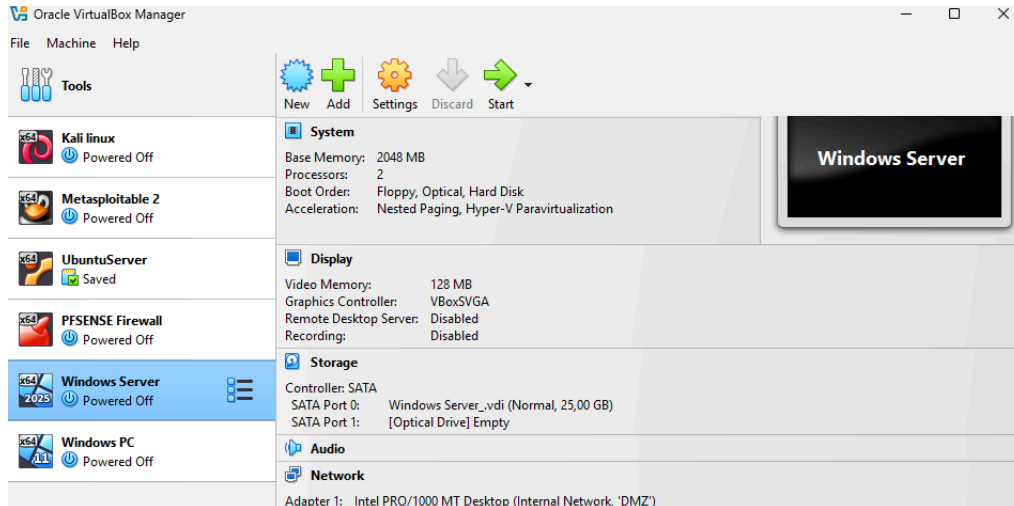 Oracle VirtualBox Manager
File Machine Help
Tools
New Add Settings Discard Start
x64 Kali linux
Powered Off
x64 Metasploitable 2
Powered Off
x64 UbuntuServer
Saved
x64 PFSENSE Firewall
Powered Off
x64 2025 Windows Server
Powered Off
x64 11 Windows PC
Powered Off
System
Base Memory: 2048 MB
Processors: 2
Boot Order: Floppy, Optical, Hard Disk
Acceleration: Nested Paging, Hyper-V Paravirtualization
Windows Server
Display
Video Memory: 128 MB
Graphics Controller: VBoxSVGA
Remote Desktop Server: Disabled
Recording: Disabled
Storage
Controller: SATA
SATA Port 0: Windows Server_.vdi (Normal, 25,00 GB)
SATA Port 1: [Optical Drive] Empty
Audio
Network
Adapter 1: Intel PRO/1000 MT Desktop (Internal Network, 'DMZ')